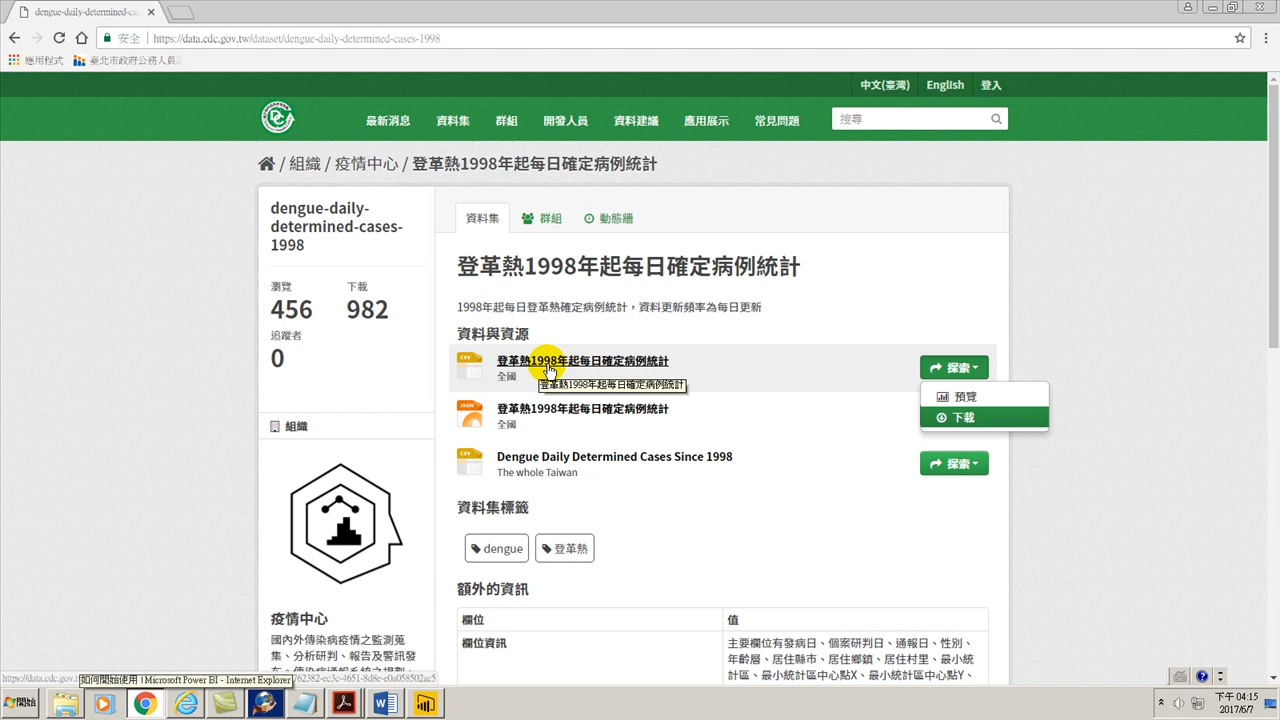 dengue-daily-determined-cas
安全 https://data.cdc.gov.tw/dataset/dengue-daily-determined-cases-1998
應用程式 臺北市政府公務人員
中文(臺灣) English 登入
最新消息 資料集 群組 開發人員 資料建議 應用展示 常見問題 搜尋
/ 組織 / 疫情中心 / 登革熱1998年起每日確定病例統計
dengue-daily-
determined-cases-
1998
瀏覽 下載
456 982
追蹤者
0
組織
疫情中心
國內外傳染病疫情之監測蒐
集、分析研判、報告及警訊發
資料集 群組 動態牆
登革熱1998年起每日確定病例統計
1998年起每日登革熱確定病例統計，資料更新頻率為每日更新
資料與資源
CSV 登革熱1998年起每日確定病例統計 探索
全國 登革熱1998年起每日確定病例統計
預覽
下載
JSON 登革熱1998年起每日確定病例統計
全國
CSV Dengue Daily Determined Cases Since 1998 探索
The whole Taiwan
資料集標籤
dengue 登革熱
額外的資訊
欄位 值
欄位資訊 主要欄位有發病日、個案研判日、通報日、性別、
年齡層、居住縣市、居住鄉鎮、居住村里、最小統
計區、最小統計區中心點X、最小統計區中心點Y、
https://data.cdc.gov.tw
如何開始使用 | Microsoft Power BI - Internet Explorer
開始
下午 04:15
2017/6/7